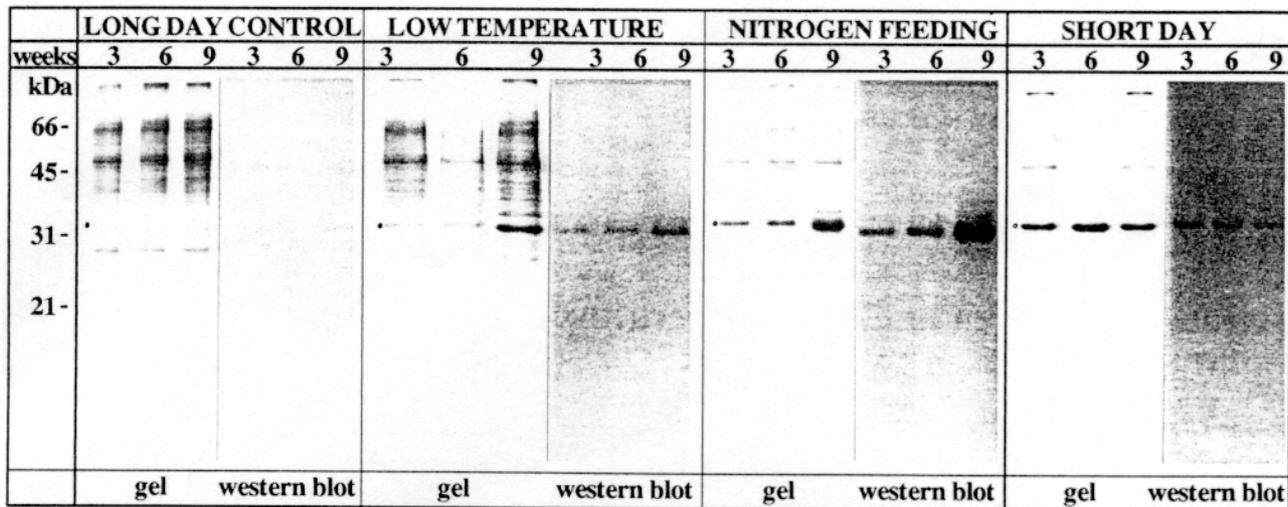 LONG DAY CONTROL LOW TEMPERATURE NITROGEN FEEDING SHORT DAY
weeks 3 6 9 3 6 9 3 6 9 3 6 9 3 6 9 3 6 9 3 6 9 3 6 9
kDa
66-
45-
31-
21-
gel western blot gel western blot gel western blot gel western blot